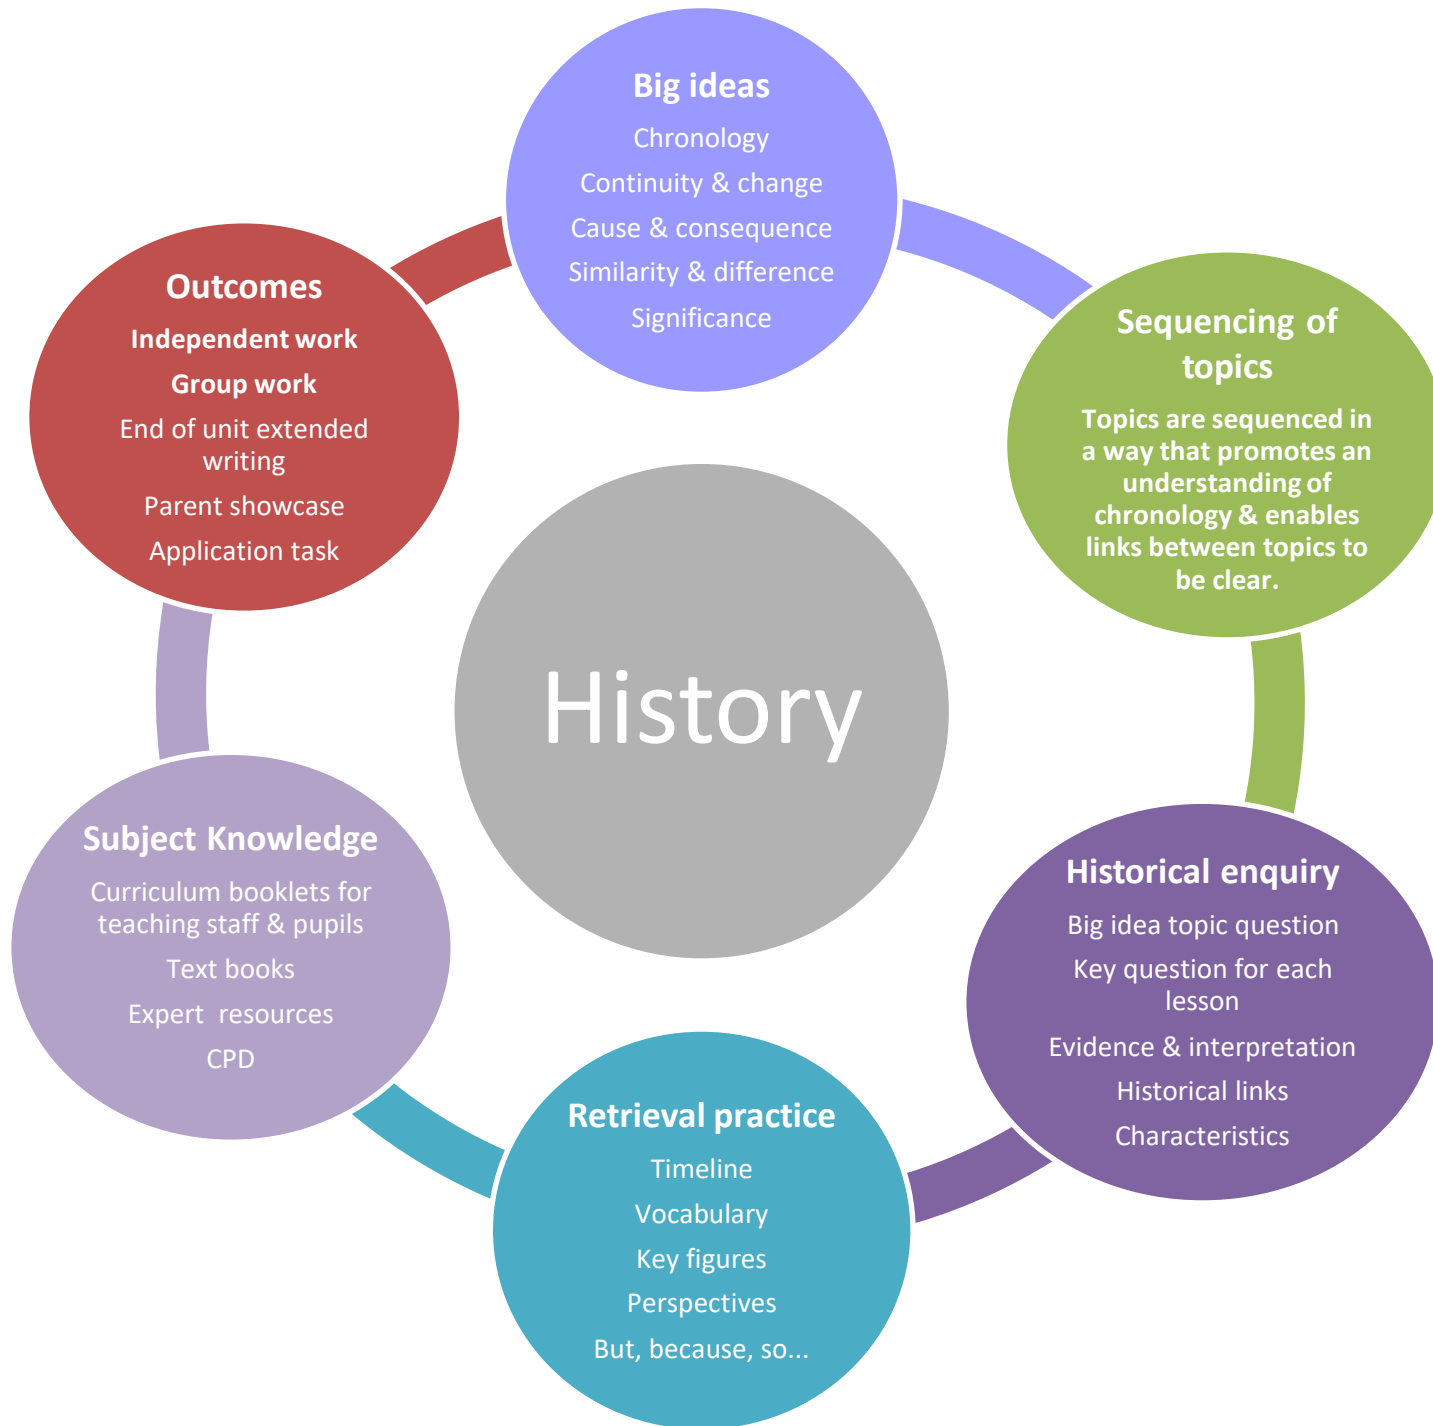 Big ideas
Chronology
Continuity & change
Cause & consequence
Similarity & difference
Significance
Sequencing of
topics
Topics are sequenced in
a way that promotes an
understanding of
chronology & enables
links between topics to
be clear.
Historical enquiry
Big idea topic question
Key question for each
lesson
Evidence & interpretation
Historical links
Characteristics
Retrieval practice
Timeline
Vocabulary
Key figures
Perspectives
But, because, so...
Subject Knowledge
Curriculum booklets for
teaching staff & pupils
Text books
Expert  resources
CPD
Outcomes
Independent work
Group work
End of unit extended
writing
Parent showcase
Application task
History